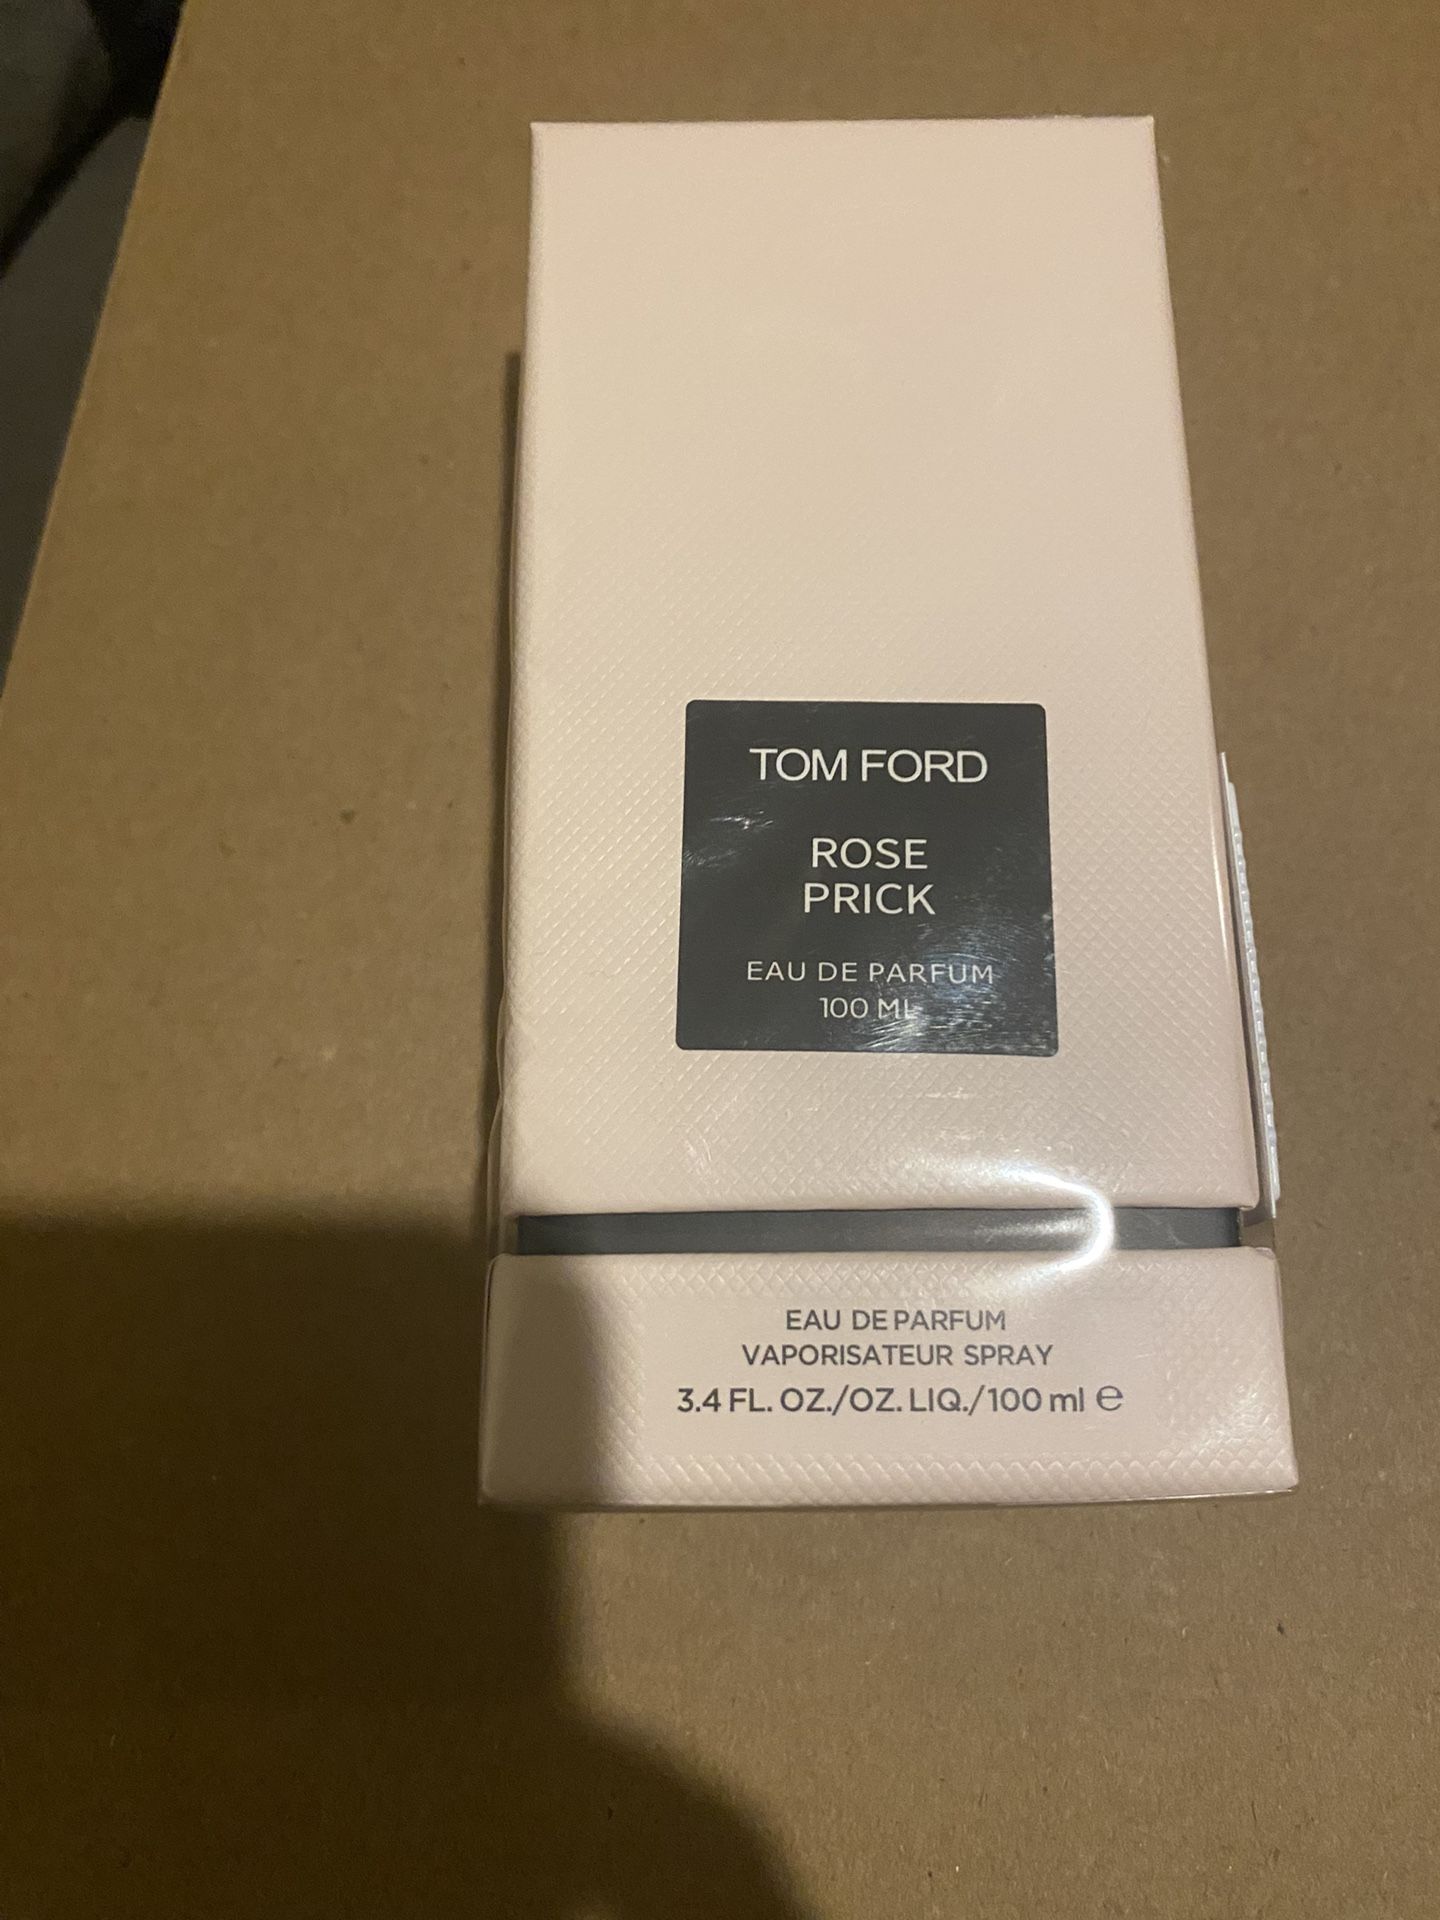 TOM FORD
ROSE
PRICK
EAU DE PARFUM
100 ML
EAU DE PARFUM
VAPORISATEUR SPRAY
3.4 FL. OZ./OZ. LIQ./100 ml ℮